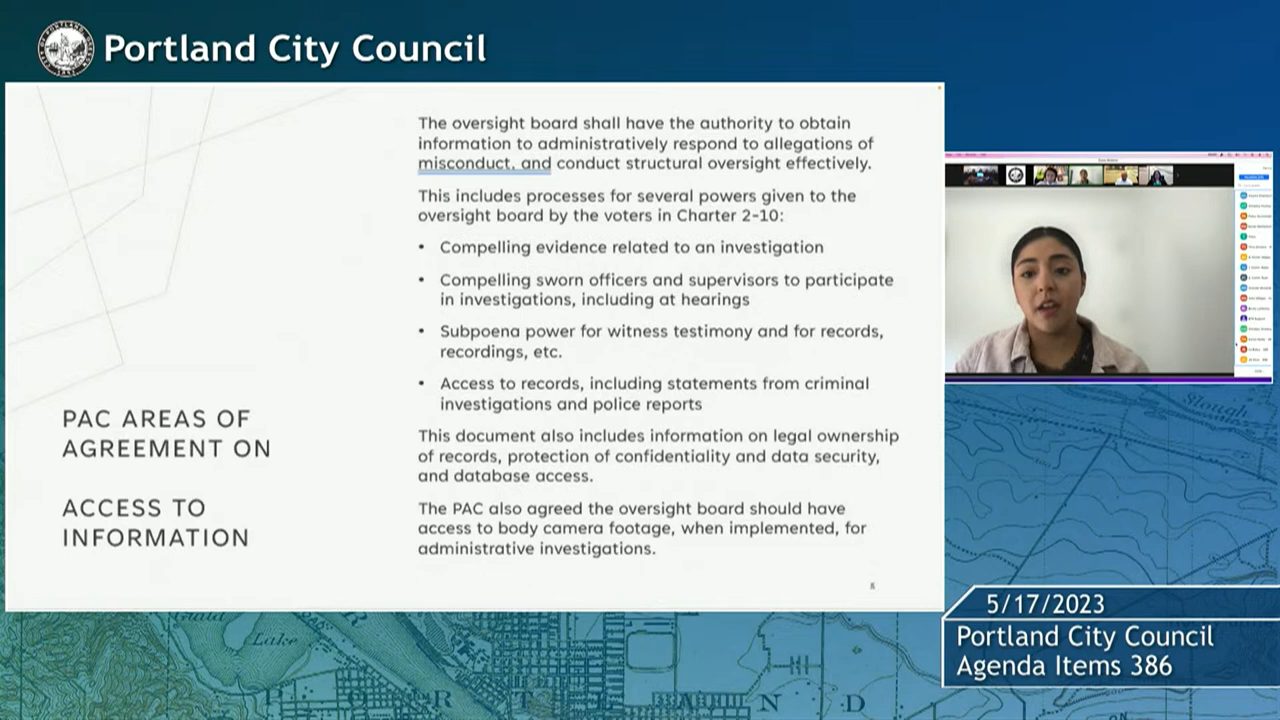 Portland City Council
The oversight board shall have the authority to obtain
information to administratively respond to allegations of
misconduct, and conduct structural oversight effectively.
This includes processes for several powers given to the
oversight board by the voters in Charter 2-10:
• Compelling evidence related to an investigation
• Compelling sworn officers and supervisors to participate
in investigations, including at hearings
• Subpoena power for witness testimony and for records,
recordings, etc.
• Access to records, including statements from criminal
investigations and police reports
This document also includes information on legal ownership
of records, protection of confidentiality and data security,
and database access.
The PAC also agreed the oversight board should have
access to body camera footage, when implemented, for
administrative investigations.
PAC AREAS OF
AGREEMENT ON
ACCESS TO
INFORMATION
Slough
5/17/2023
Portland City Council
Agenda Items 386
Guild
Lake
R T L A N D